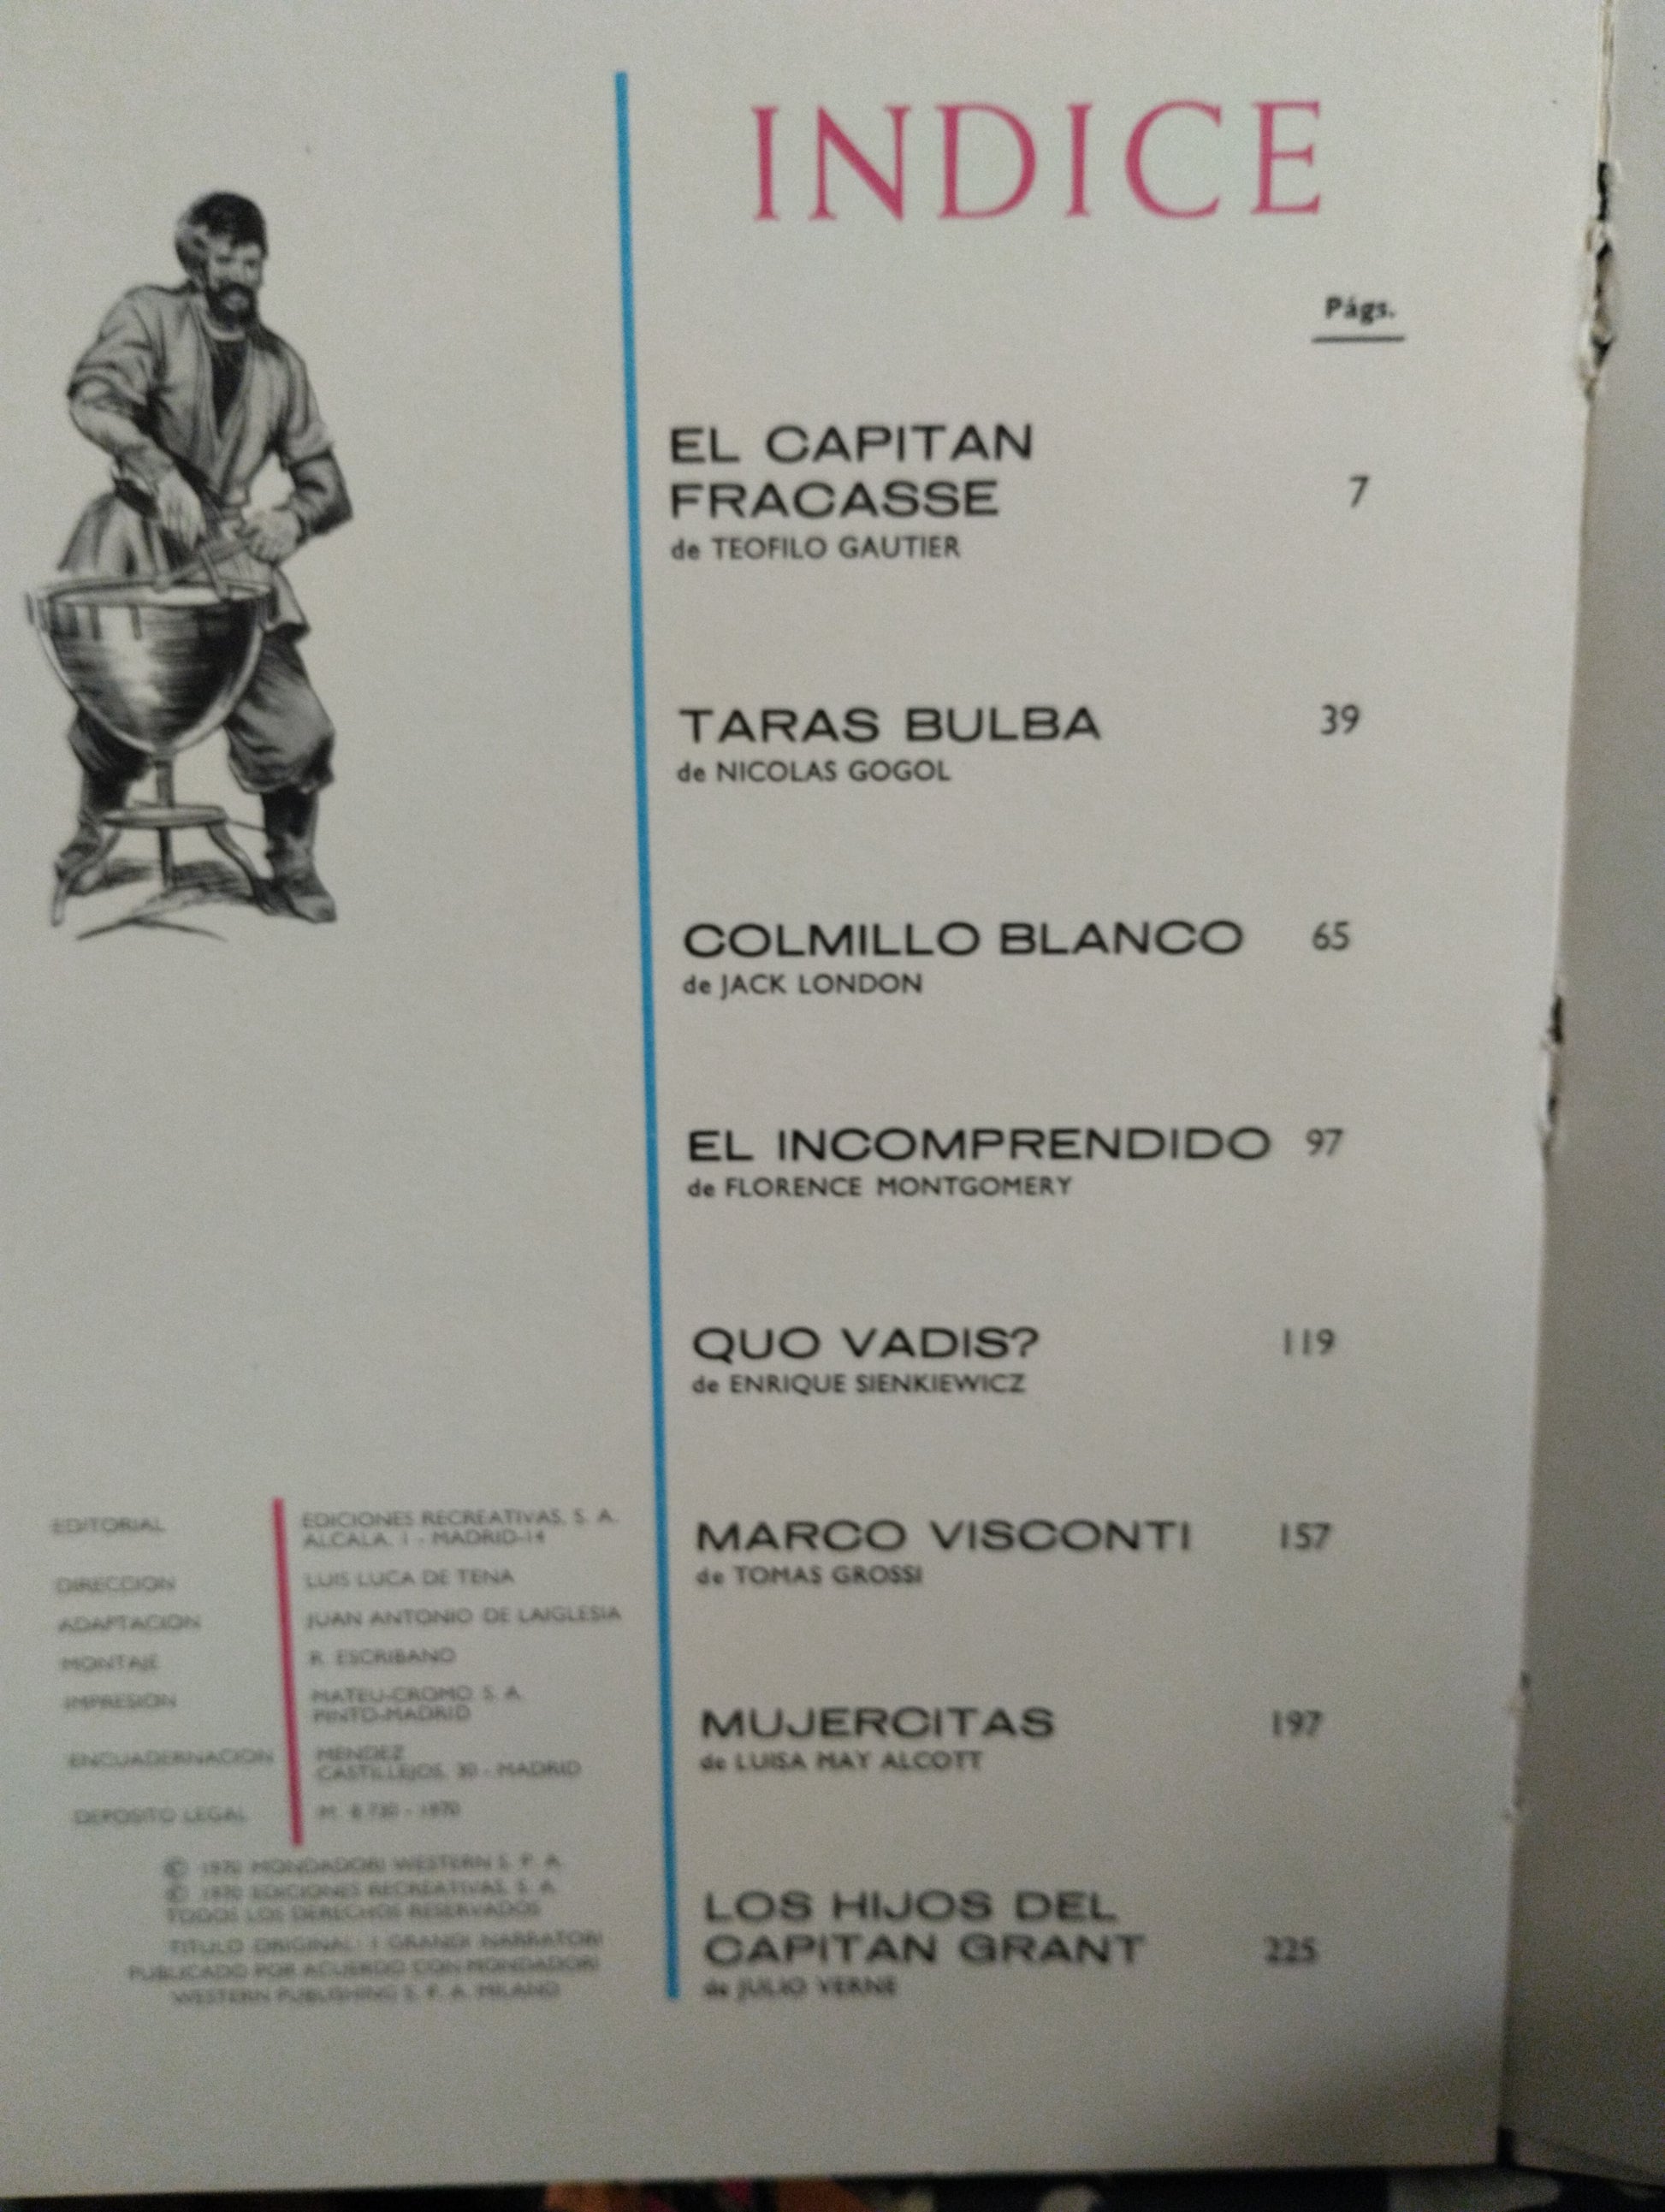 INDICE
Págs.
EL CAPITAN
FRACASSE 7
de TEOFILO GAUTIER
TARAS BULBA 39
de NICOLAS GOGOL
COLMILLO BLANCO 65
de JACK LONDON
EL INCOMPRENDIDO 97
de FLORENCE MONTGOMERY
QUO VADIS? 119
de ENRIQUE SIENKIEWICZ
MARCO VISCONTI 157
de TOMAS GROSSI
MUJERCITAS 197
de LUISA MAY ALCOTT
LOS HIJOS DEL
CAPITAN GRANT 225
de JULIO VERNE
EDITORIAL EDICIONES RECREATIVAS, S. A.
ALCALA, 1 - MADRID-14
DIRECCION LUIS LUCA DE TENA
ADAPTACION JUAN ANTONIO DE LAIGLESIA
MONTAJE R. ESCRIBANO
IMPRESION MATEU-CROMO S. A.
PINTO-MADRID
ENCUADERNACION MENDEZ
CASTILLEJOS, 30 - MADRID
DEPOSITO LEGAL M. - 1970
© 1970 MONDADORI WESTERN S. P. A.
© 1970 EDICIONES RECREATIVAS, S. A.
TODOS LOS DERECHOS RESERVADOS
TITULO ORIGINAL: I GRANDI NARRATORI
PUBLICADO POR ACUERDO CON MONDADORI
WESTERN PUBLISHING S. P. A. MILANO